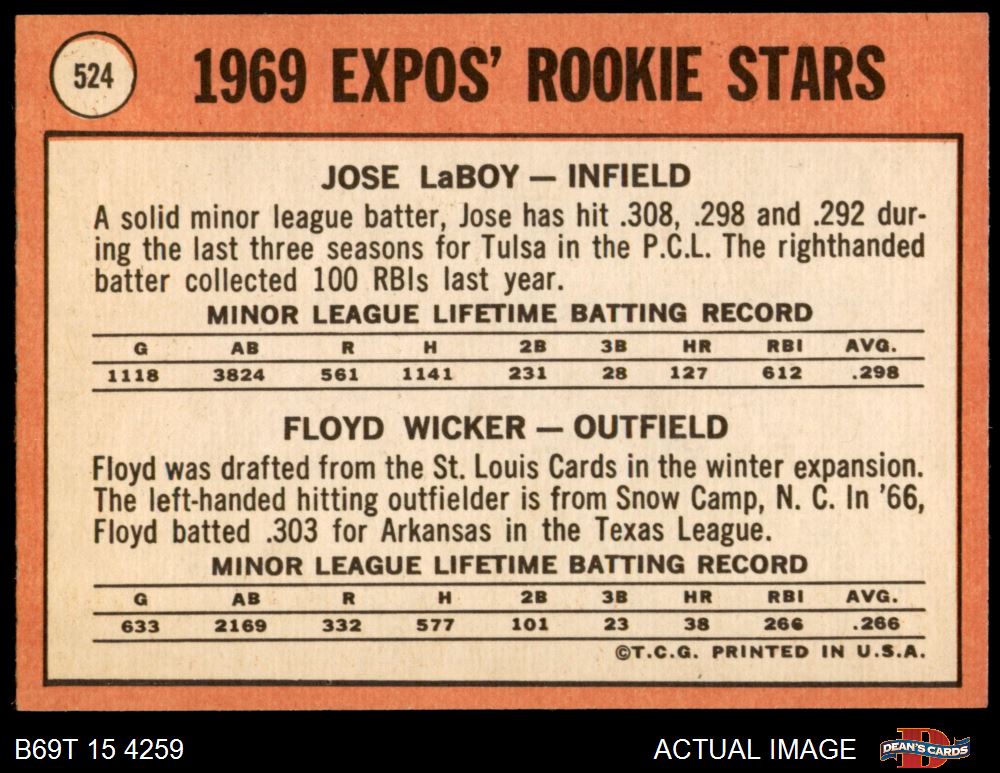 524
1969 EXPOS' ROOKIE STARS
JOSE LaBOY — INFIELD
A solid minor league batter, Jose has hit .308, .298 and .292 dur-
ing the last three seasons for Tulsa in the P.C.L. The righthanded
batter collected 100 RBIs last year.
MINOR LEAGUE LIFETIME BATTING RECORD
G AB R H 2B 3B HR RBI AVG.
1118 3824 561 1141 231 28 127 612 .298
FLOYD WICKER — OUTFIELD
Floyd was drafted from the St. Louis Cards in the winter expansion.
The left-handed hitting outfielder is from Snow Camp, N. C. In '66,
Floyd batted .303 for Arkansas in the Texas League.
MINOR LEAGUE LIFETIME BATTING RECORD
G AB R H 2B 3B HR RBI AVG.
633 2169 332 577 101 23 38 266 .266
©T.C.G. PRINTED IN U.S.A.
B69T 15 4259 ACTUAL IMAGE
DEAN'S CARDS